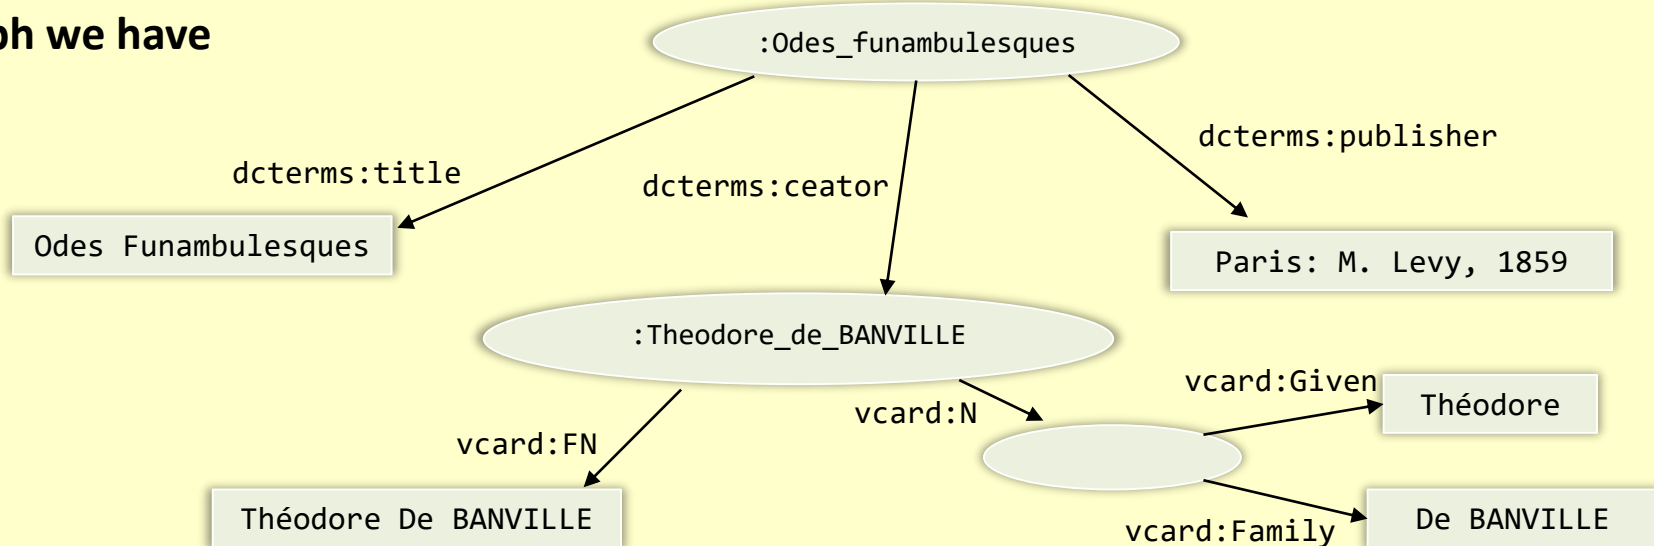 ph we have
:Odes_funambulesques
dcterms:publisher
dcterms:title
dcterms:ceator
Odes Funambulesques
Paris: M. Levy, 1859
:Theodore_de_BANVILLE
vcard:Given
Théodore
vcard:N
vcard:FN
Théodore De BANVILLE
De BANVILLE
vcard:Family